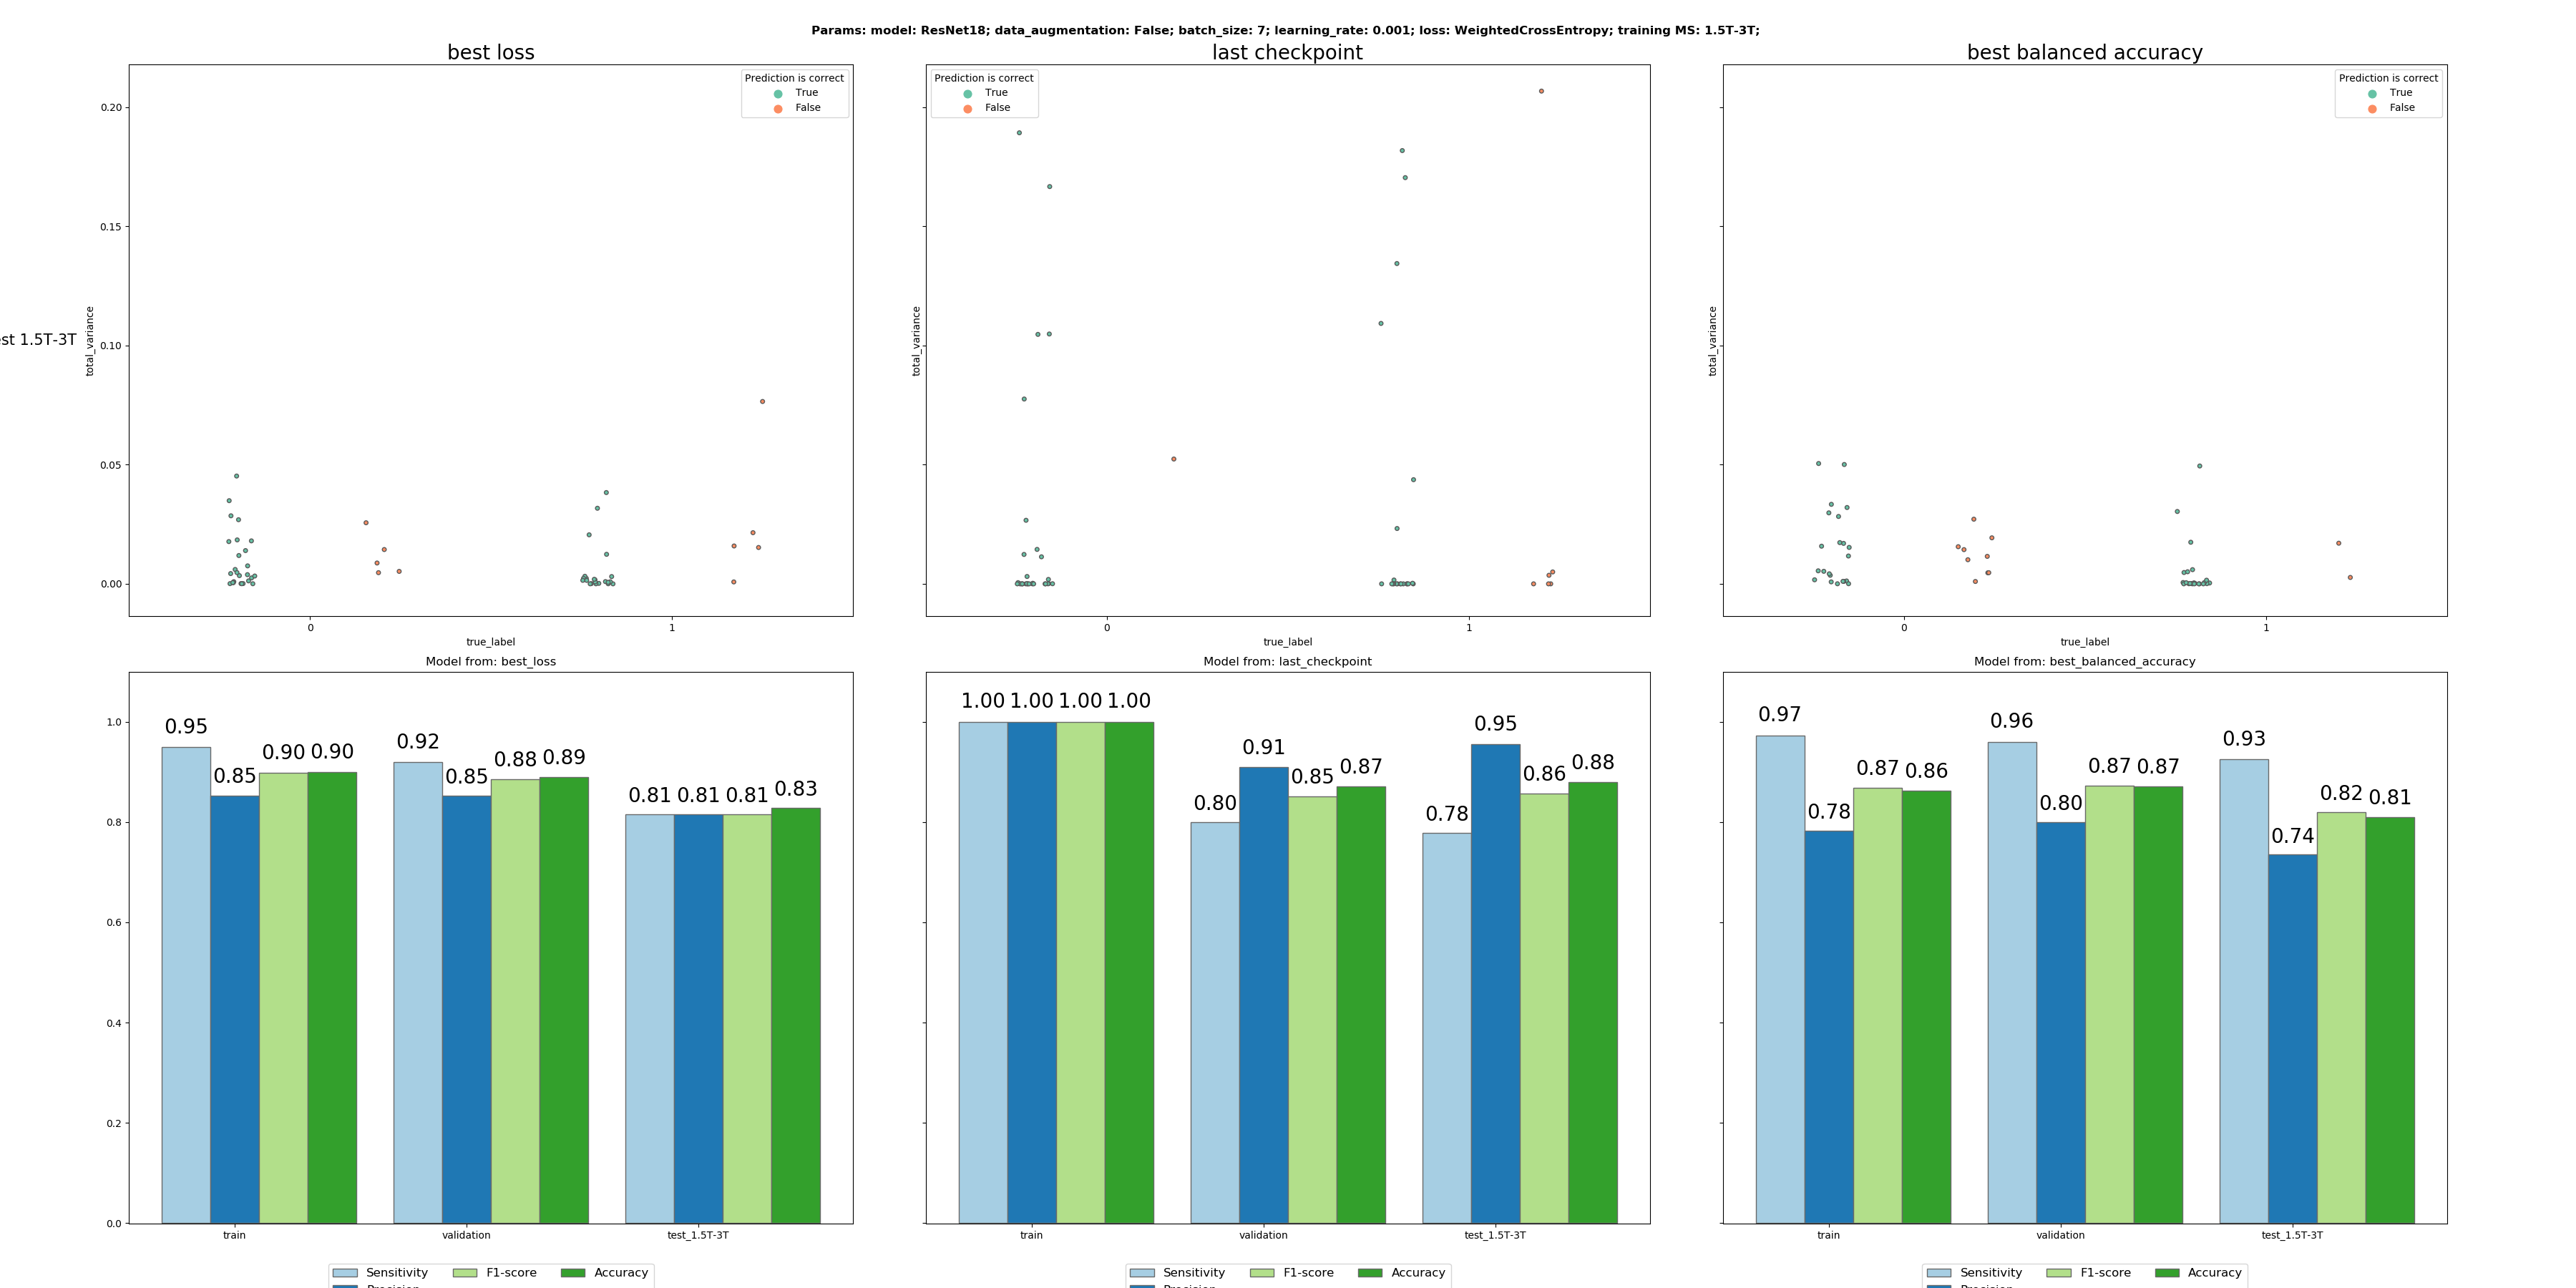 Params: model: ResNet18; data_augmentation: False; batch_size: 7; learning_rate: 0.001; loss: WeightedCrossEntropy; training MS: 1.5T-3T;
best loss
last checkpoint
best balanced accuracy
Prediction is correct
True
False
Prediction is correct
True
False
Prediction is correct
True
False
0.20
0.15
0.10
0.05
0.00
1.5T-3T
total_variance
total_variance
total_variance
0 1
0 1
0 1
true_label
true_label
true_label
Model from: best_loss
Model from: last_checkpoint
Model from: best_balanced_accuracy
1.0
0.8
0.6
0.4
0.2
0.0
0.95 0.85 0.90 0.90 0.92 0.85 0.88 0.89 0.81 0.81 0.81 0.83
1.00 1.00 1.00 1.00 0.80 0.91 0.85 0.87 0.78 0.95 0.86 0.88
0.97 0.78 0.87 0.86 0.96 0.80 0.87 0.87 0.93 0.74 0.82 0.81
train validation test_1.5T-3T
train validation test_1.5T-3T
train validation test_1.5T-3T
Sensitivity F1-score Accuracy
Sensitivity F1-score Accuracy
Sensitivity F1-score Accuracy